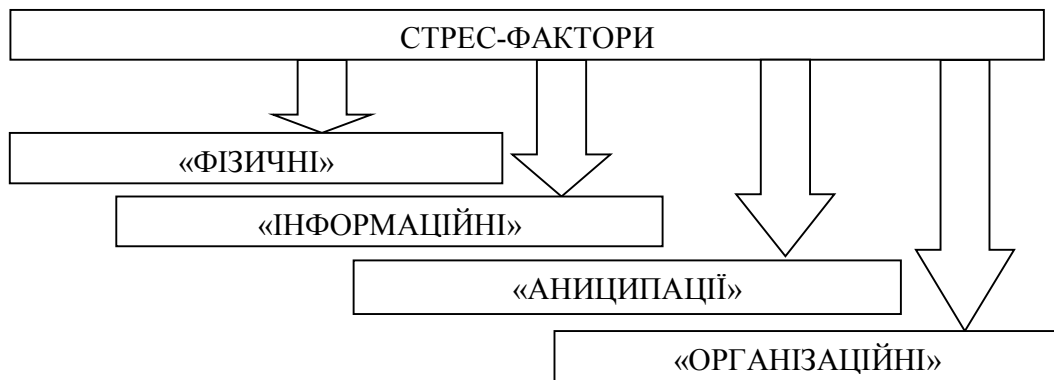 СТРЕС-ФАКТОРИ
«ФІЗИЧНІ»
«ІНФОРМАЦІЙНІ»
«АНИЦИПАЦІЇ»
«ОРГАНІЗАЦІЙНІ»